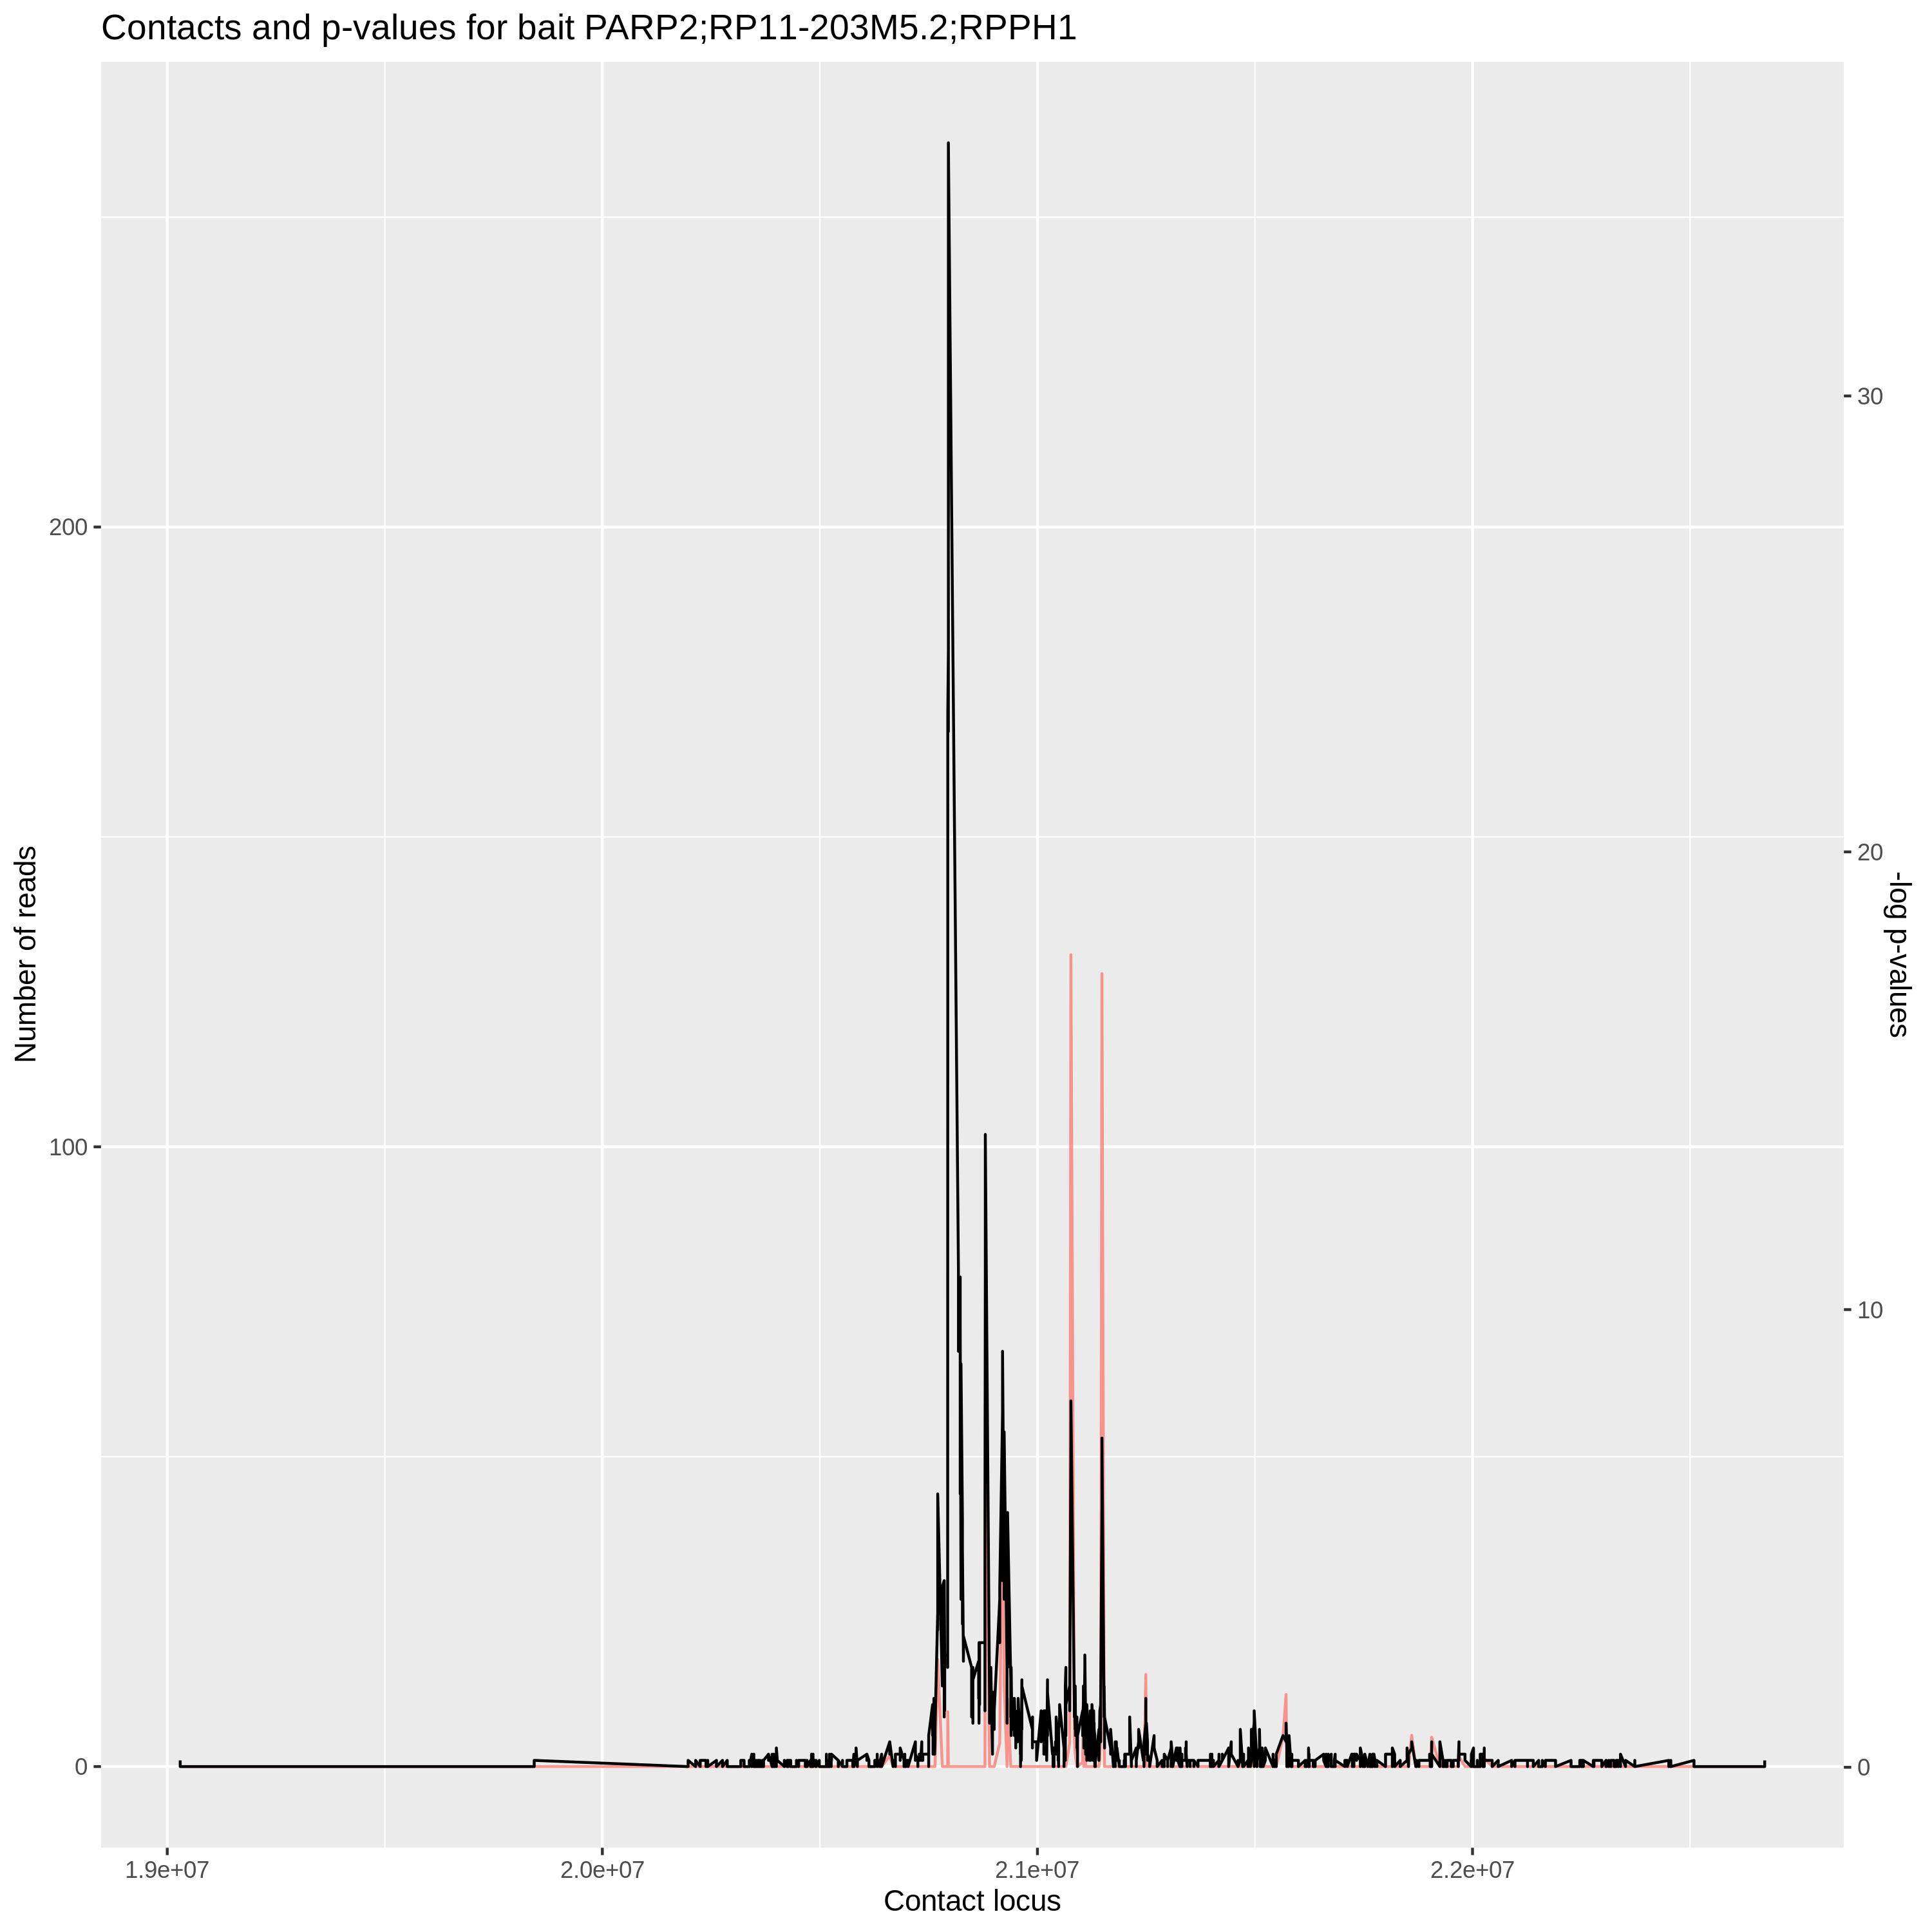 Contacts and p-values for bait PARP2;RP11-203M5.2;RPPH1
Number of reads
200
100
0
30
20
10
0
-log p-values
1.9e+07
2.0e+07
2.1e+07
2.2e+07
Contact locus